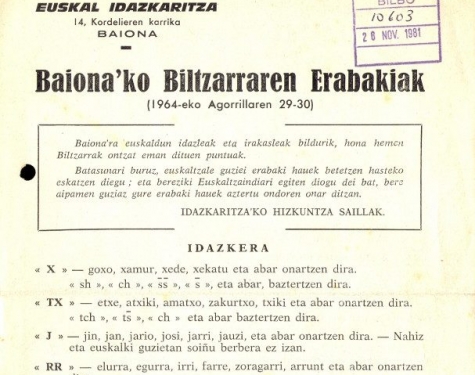 EUSKAL IDAZKARITZA
14, Kordelieren karrika
BAIONA
BILBO
10603
26 NOV. 1981
Baiona'ko Biltzarraren Erabakiak
(1964-eko Agorrillaren 29-30)
Baiona'ra euskaldun idazleak eta irakasleak bildurik, hona hemen
Biltzarrak ontzat eman dituen puntuak.
Batasunari buruz, euskaltzale guziei erabaki hauek betetzen hasteko
eskatzen diegu ; eta bereziki Euskaltzaindiari egiten diogu dei bat, bere
aipamen guziaz gure erabaki hauek aztertu ondoren onar ditzan.
IDAZKARITZA'KO HIZKUNTZA SAILLAK.
IDAZKERA
« X » — goxo, xamur, xede, xekatu eta abar onartzen dira.
« sh », « ch », « s̄s̄ », « s̄ », eta abar, baztertzen dira.
« TX » — etxe, atxiki, amatxo, zakurtxo, txiki eta abar onartzen dira.
« tch », « ts̄ », « ch » eta abar baztertzen dira.
« J » — jin, jan, jario, josi, jarri, jauzi, eta abar onartzen dira. — Nahiz
eta euskalki guzietan soiñu berbera ez izan.
« RR » — elurra, egurra, irri, farre, zoragarri, arrunt eta abar onartzen